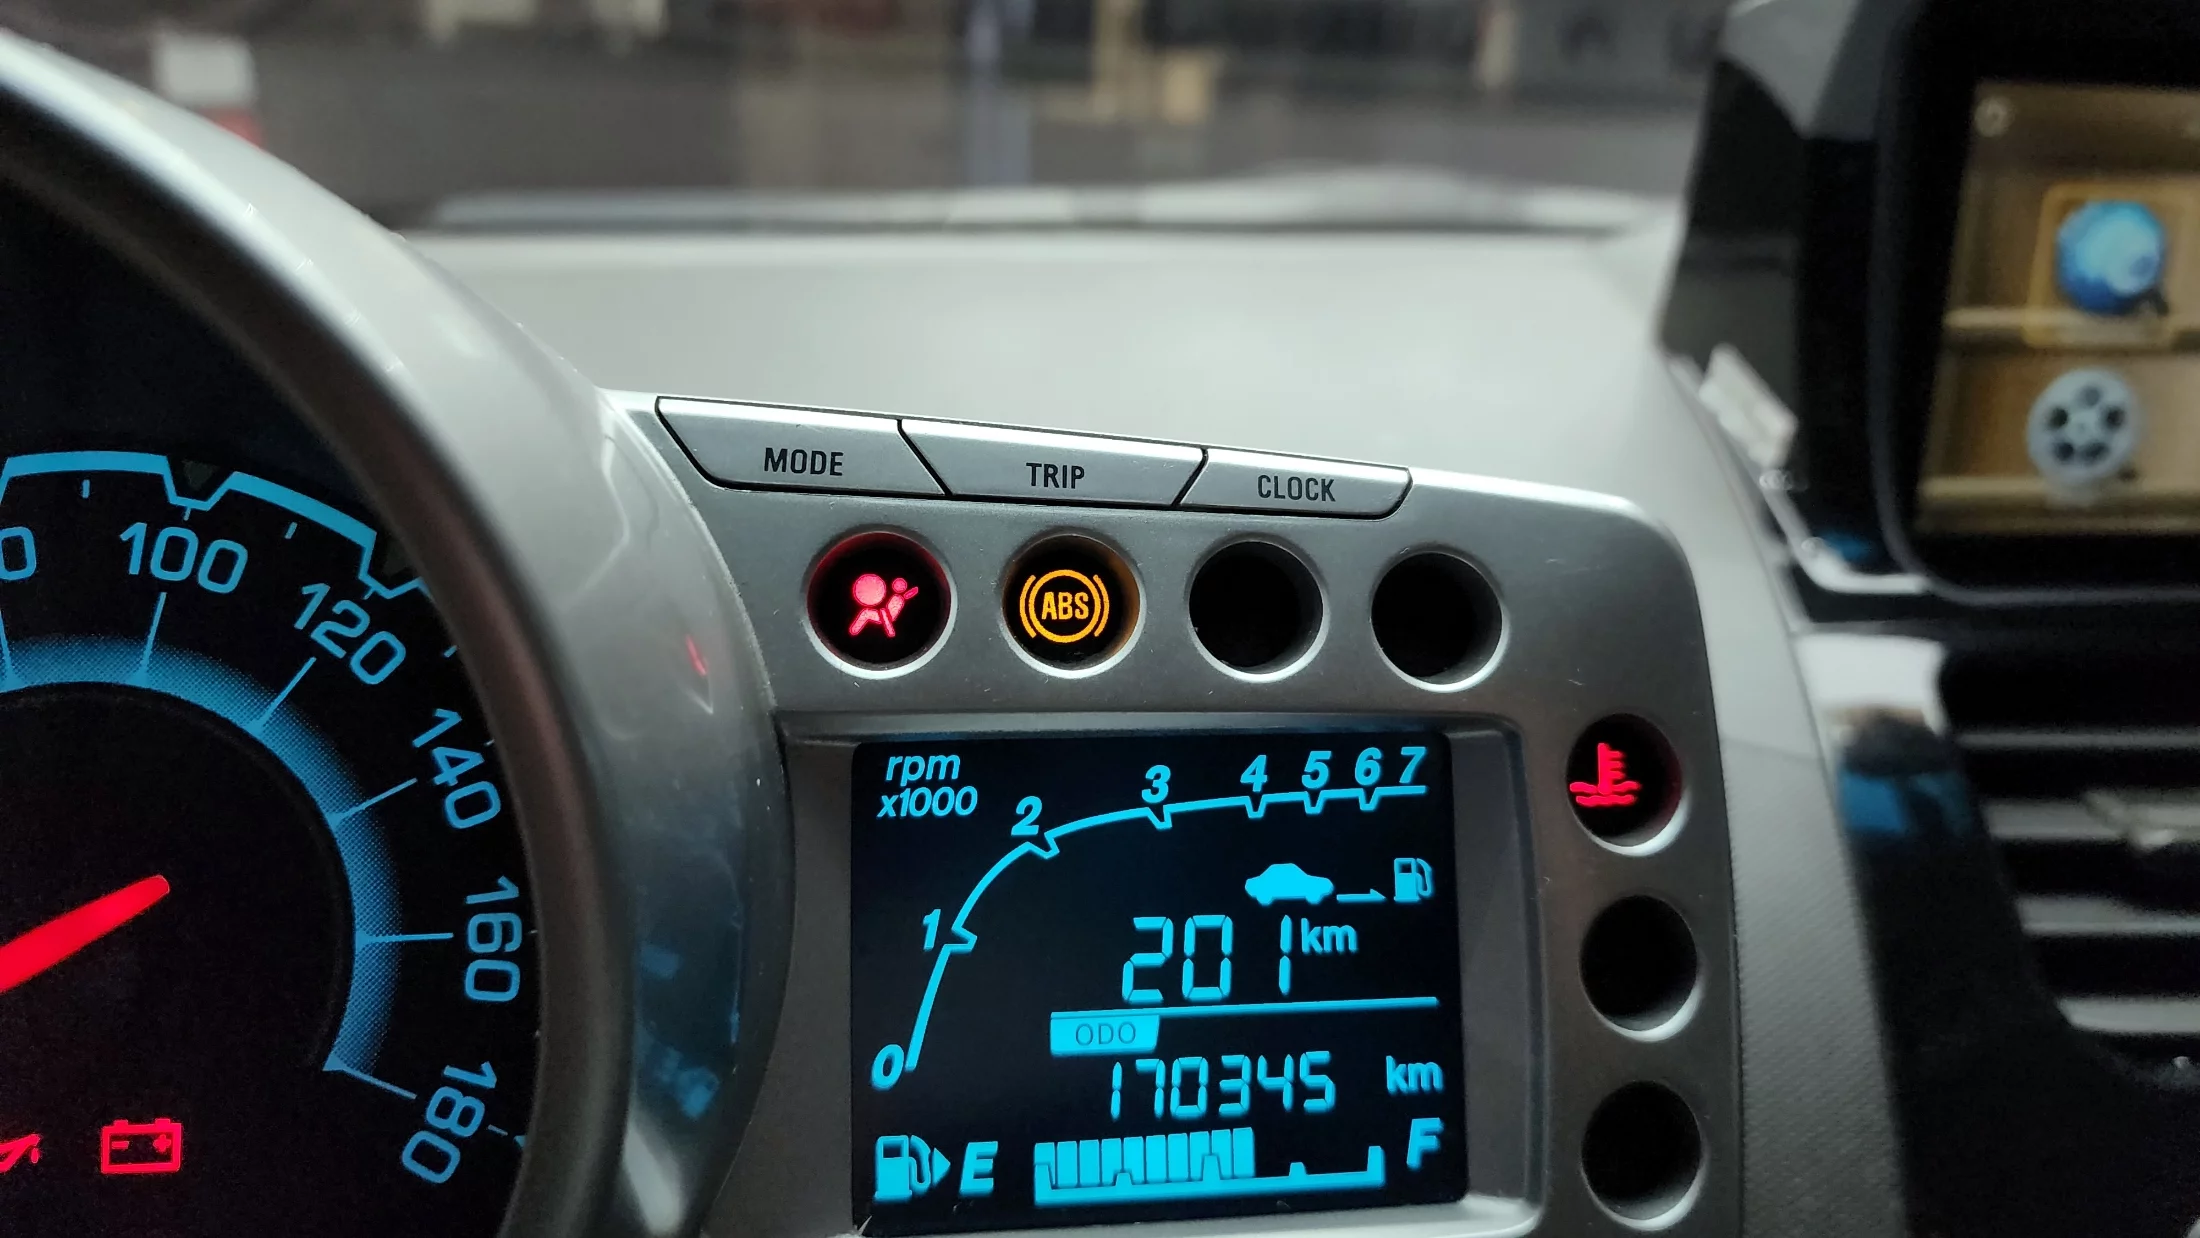 MODE
TRIP
CLOCK
ABS
100
120
140
160
180
rpm
x1000
0
1
2
3
4
5
6
7
201 km
ODO
170345 km
E
F